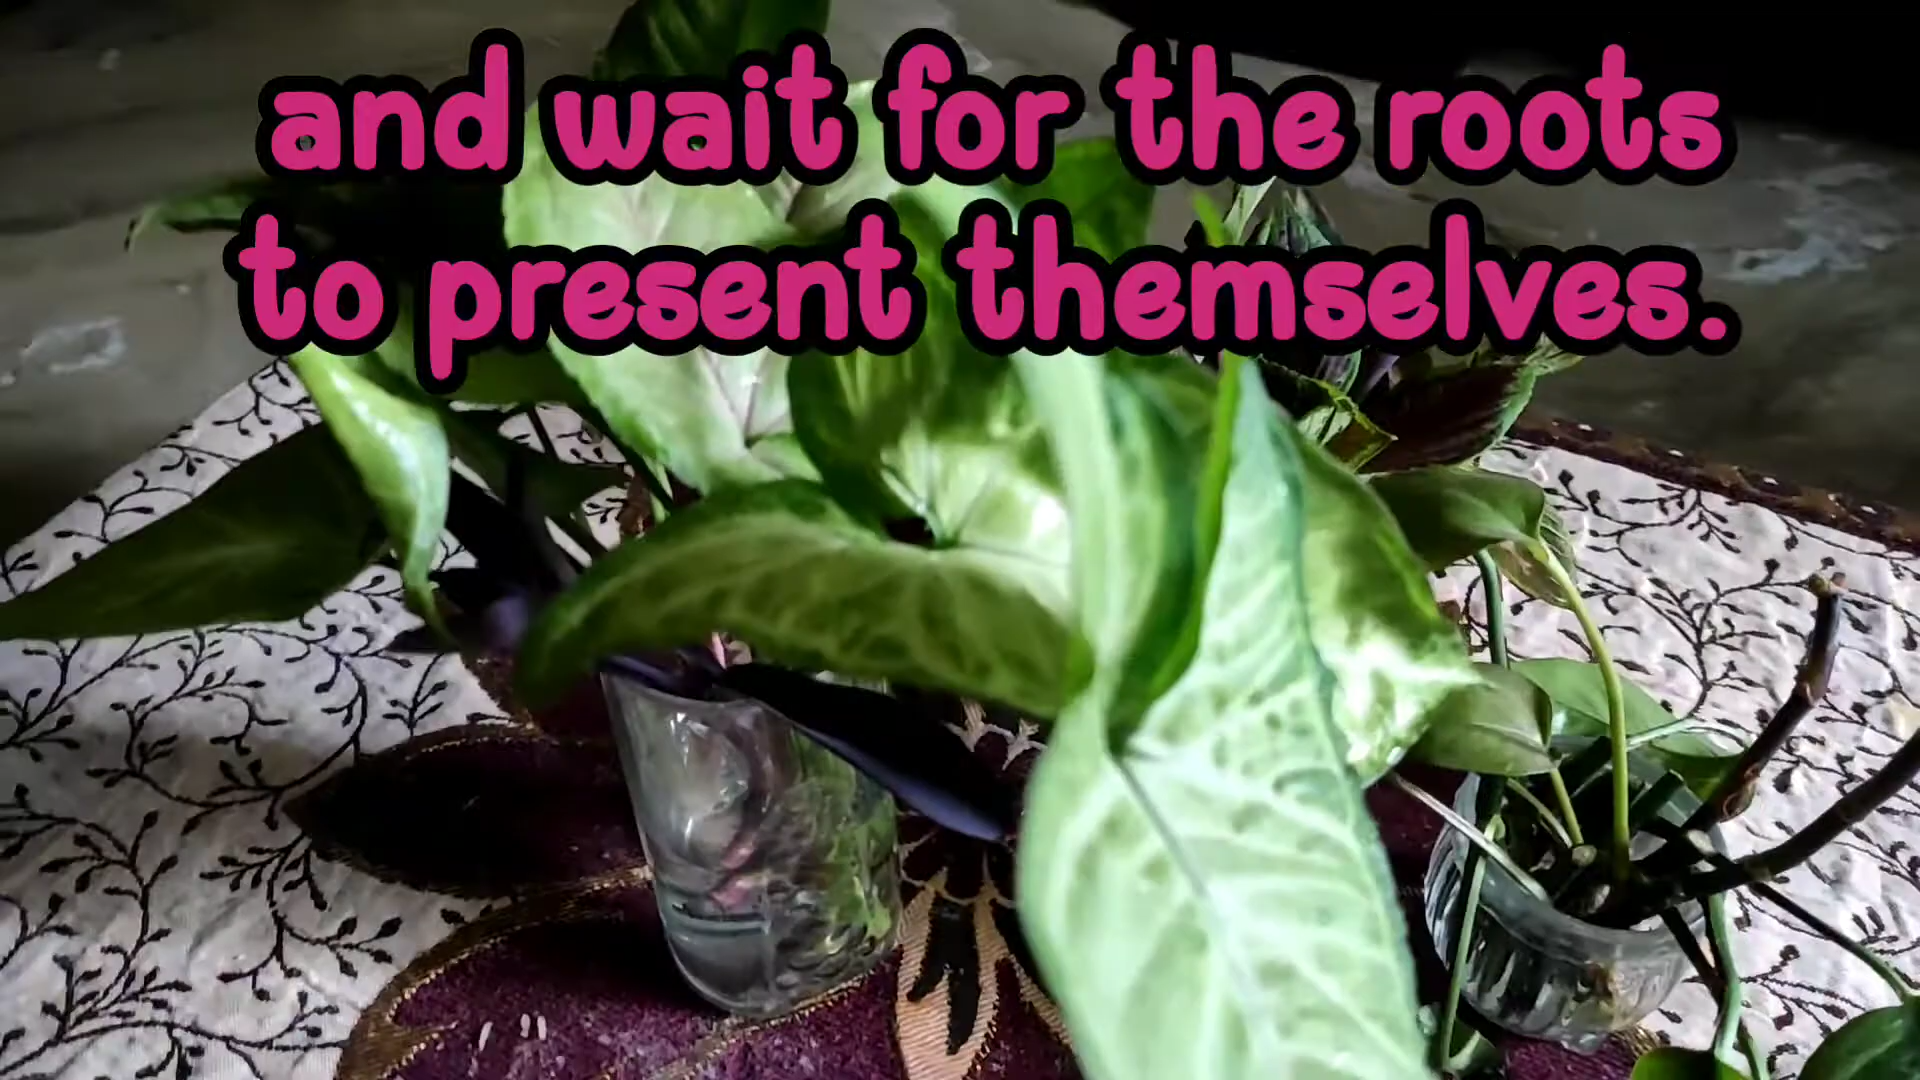 and wait for the roots
to present themselves.